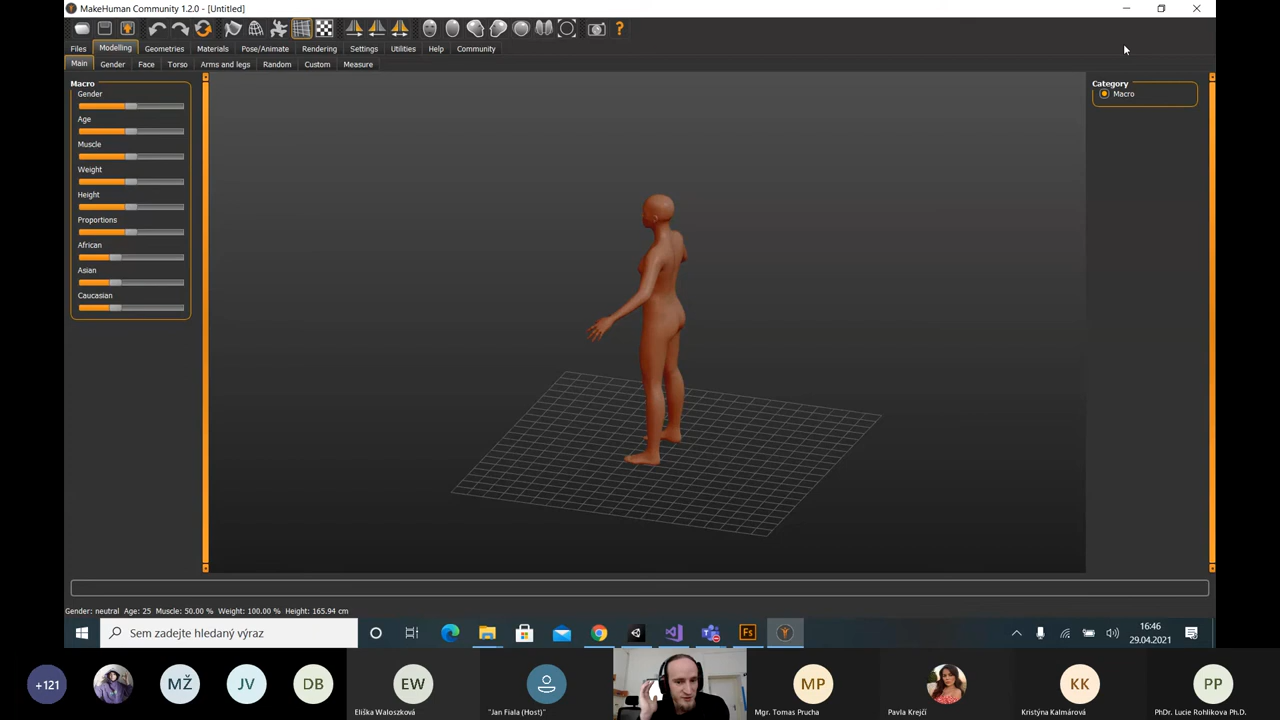 MakeHuman Community 1.2.0 - [Untitled]
Files Modelling Geometries Materials Pose/Animate Rendering Settings Utilities Help Community
Main Gender Face Torso Arms and legs Random Custom Measure
Macro
Gender
Age
Muscle
Weight
Height
Proportions
African
Asian
Caucasian
Category
Macro
Gender: neutral Age: 25 Muscle: 50.00 % Weight: 100.00 % Height: 165.94 cm
Sem zadejte hledaný výraz
Fs
16:46
29.04.2021
+121
MŽ
JV
DB
EW
Eliška Wałoszková
"Jan Fiala (Host)"
MP
Mgr. Tomas Prucha
Pavla Krejčí
KK
Kristýna Kalmárová
PP
PhDr. Lucie Rohlikova Ph.D.